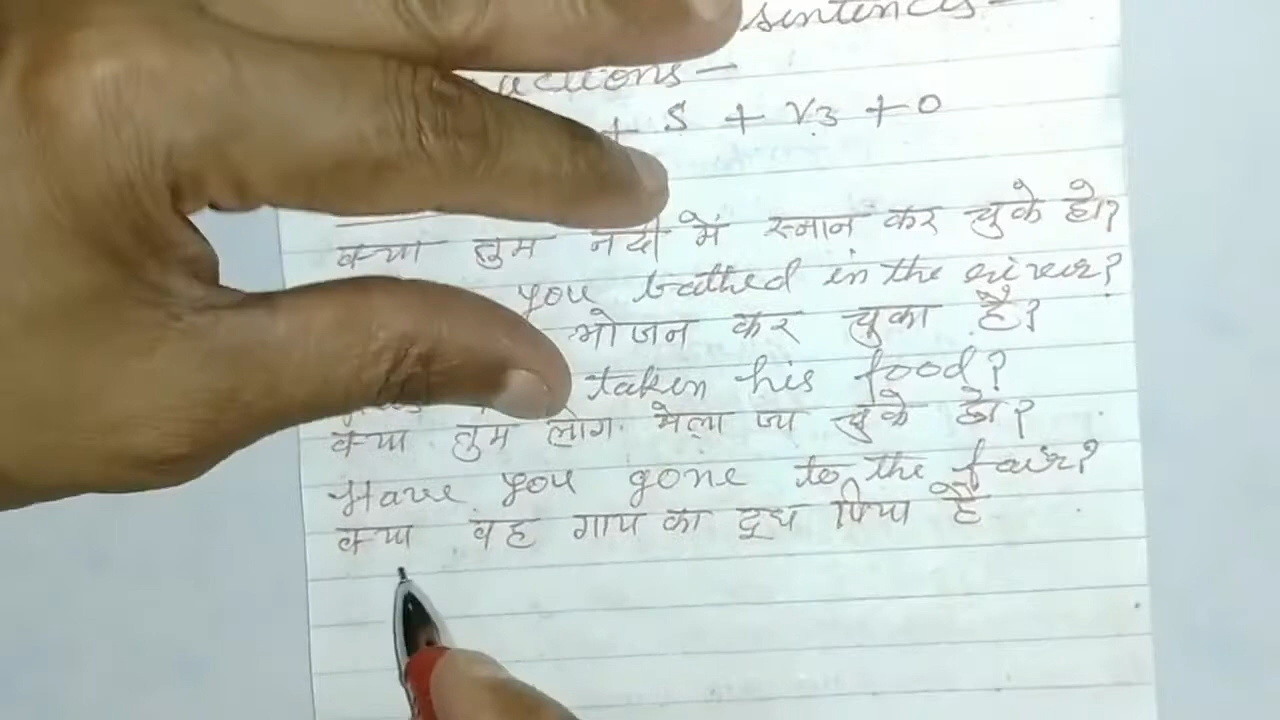 sentences-
+ S + V3 + O
क्या तुम नदी में स्नान कर चुके हो?
you bathed in the river?
भोजन कर चुका है?
taken his food?
क्या तुम लोग मेला जा चुके हो?
Have you gone to the fair?
क्या वह गाय का दूध पिया है